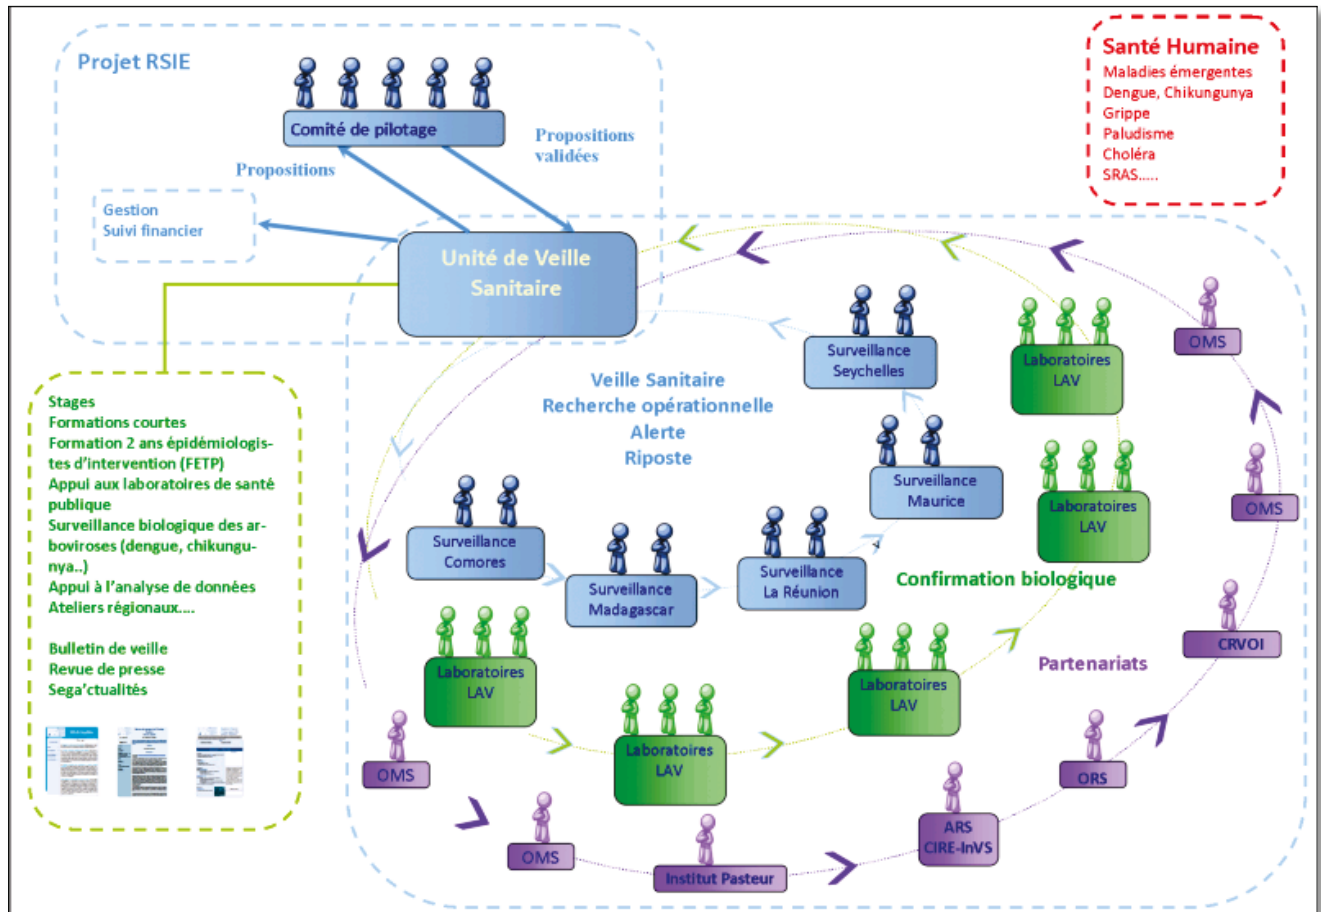 Projet RSIE
Comité de pilotage
Propositions
Propositions
validées
Gestion
Suivi financier
Unité de Veille
Sanitaire
Santé Humaine
Maladies émergentes
Dengue, Chikungunya
Grippe
Paludisme
Choléra
SRAS.....
Stages
Formations courtes
Formation 2 ans épidémiologis-
tes d'intervention (FETP)
Appui aux laboratoires de santé
publique
Surveillance biologique des ar-
boviroses (dengue, chikungu-
nya..)
Appui à l'analyse de données
Ateliers régionaux....
Bulletin de veille
Revue de presse
Sega'ctualités
Veille Sanitaire
Recherche opérationnelle
Alerte
Riposte
Surveillance
Seychelles
Surveillance
Maurice
Surveillance
La Réunion
Surveillance
Madagascar
Surveillance
Comores
Laboratoires
LAV
Laboratoires
LAV
Confirmation biologique
Laboratoires
LAV
Laboratoires
LAV
Laboratoires
LAV
Partenariats
OMS
OMS
CRVOI
ORS
ARS
CIRE-InVS
Institut Pasteur
OMS
OMS